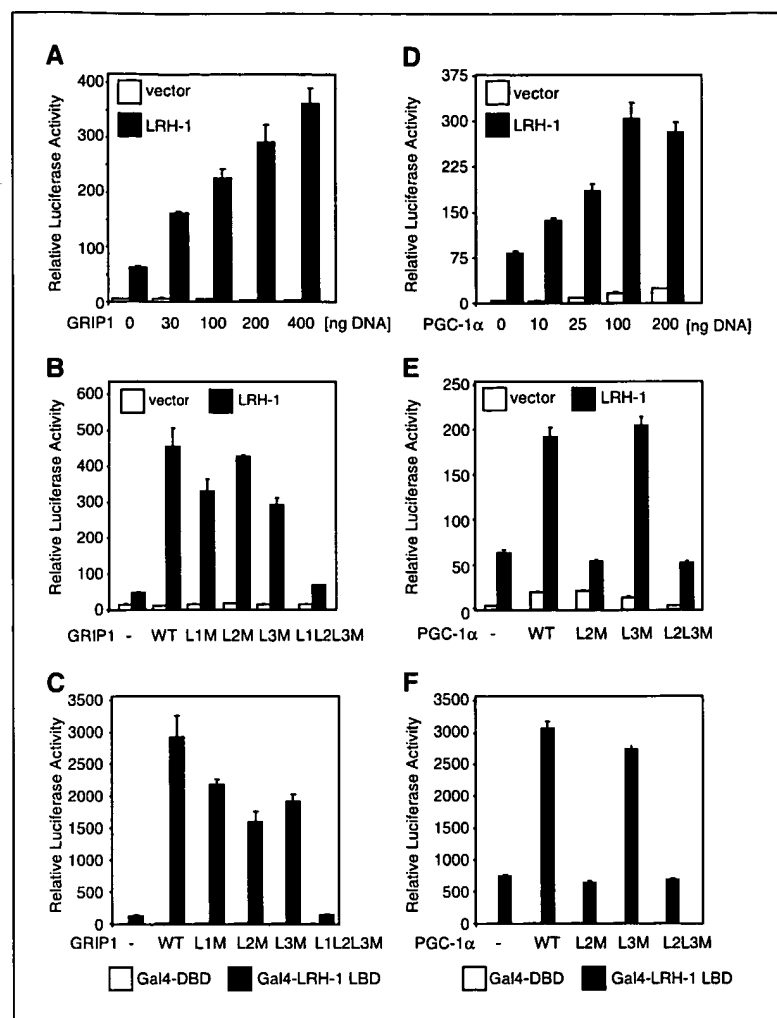 A
Relative Luciferase Activity
400
300
200
100
0
vector
LRH-1
GRIP1 0 30 100 200 400 [ng DNA]
D
Relative Luciferase Activity
375
300
225
150
75
0
vector
LRH-1
PGC-1α 0 10 25 100 200 [ng DNA]
B
Relative Luciferase Activity
600
500
400
300
200
100
0
vector LRH-1
GRIP1 - WT L1M L2M L3M L1L2L3M
E
Relative Luciferase Activity
250
200
150
100
50
0
vector LRH-1
PGC-1α - WT L2M L3M L2L3M
C
Relative Luciferase Activity
3500
3000
2500
2000
1500
1000
500
0
GRIP1 - WT L1M L2M L3M L1L2L3M
Gal4-DBD Gal4-LRH-1 LBD
F
Relative Luciferase Activity
3500
3000
2500
2000
1500
1000
500
0
PGC-1α - WT L2M L3M L2L3M
Gal4-DBD Gal4-LRH-1 LBD